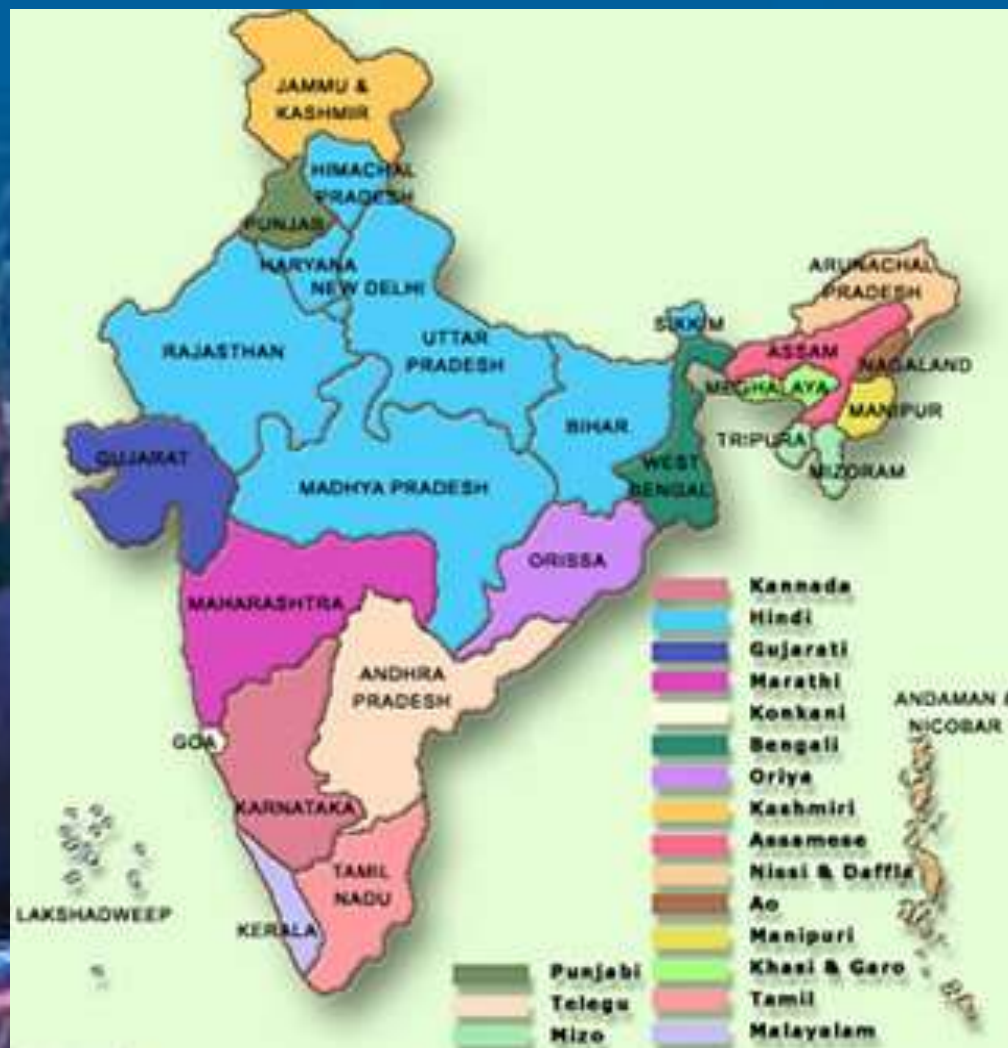 JAMMU &
KASHMIR
HIMACHAL
PRADESH
PUNJAB
HARYANA
NEW DELHI
RAJASTHAN
UTTAR
PRADESH
SIKKIM
ARUNACHAL
PRADESH
ASSAM
NAGALAND
MEGHALAYA
MANIPUR
TRIPURA
MIZORAM
BIHAR
WEST
BENGAL
GUJARAT
MADHYA PRADESH
ORISSA
MAHARASHTRA
ANDHRA
PRADESH
GOA
KARNATAKA
TAMIL
NADU
KERALA
LAKSHADWEEP
ANDAMAN &
NICOBAR
Kannada
Hindi
Gujarati
Marathi
Konkani
Bengali
Oriya
Kashmiri
Assamese
Nissi & Daffla
Ao
Manipuri
Khasi & Garo
Tamil
Malayalam
Punjabi
Telegu
Mizo